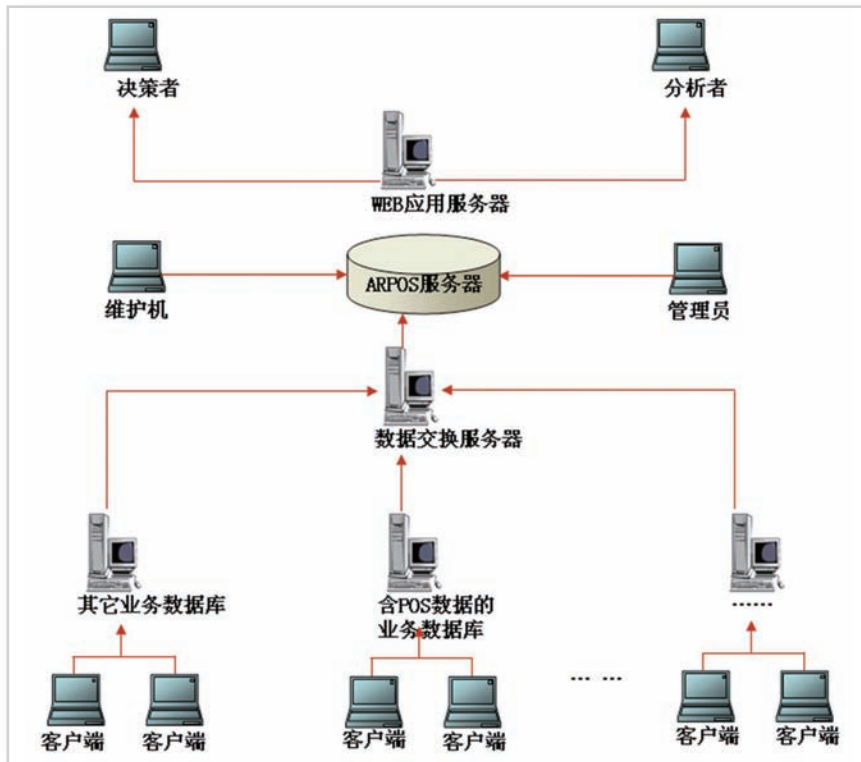 决策者
分析者
WEB应用服务器
ARPOS服务器
维护机
管理员
数据交换服务器
其它业务数据库
含POS数据的
业务数据库
······
··· ···
客户端
客户端
客户端
客户端
客户端
客户端